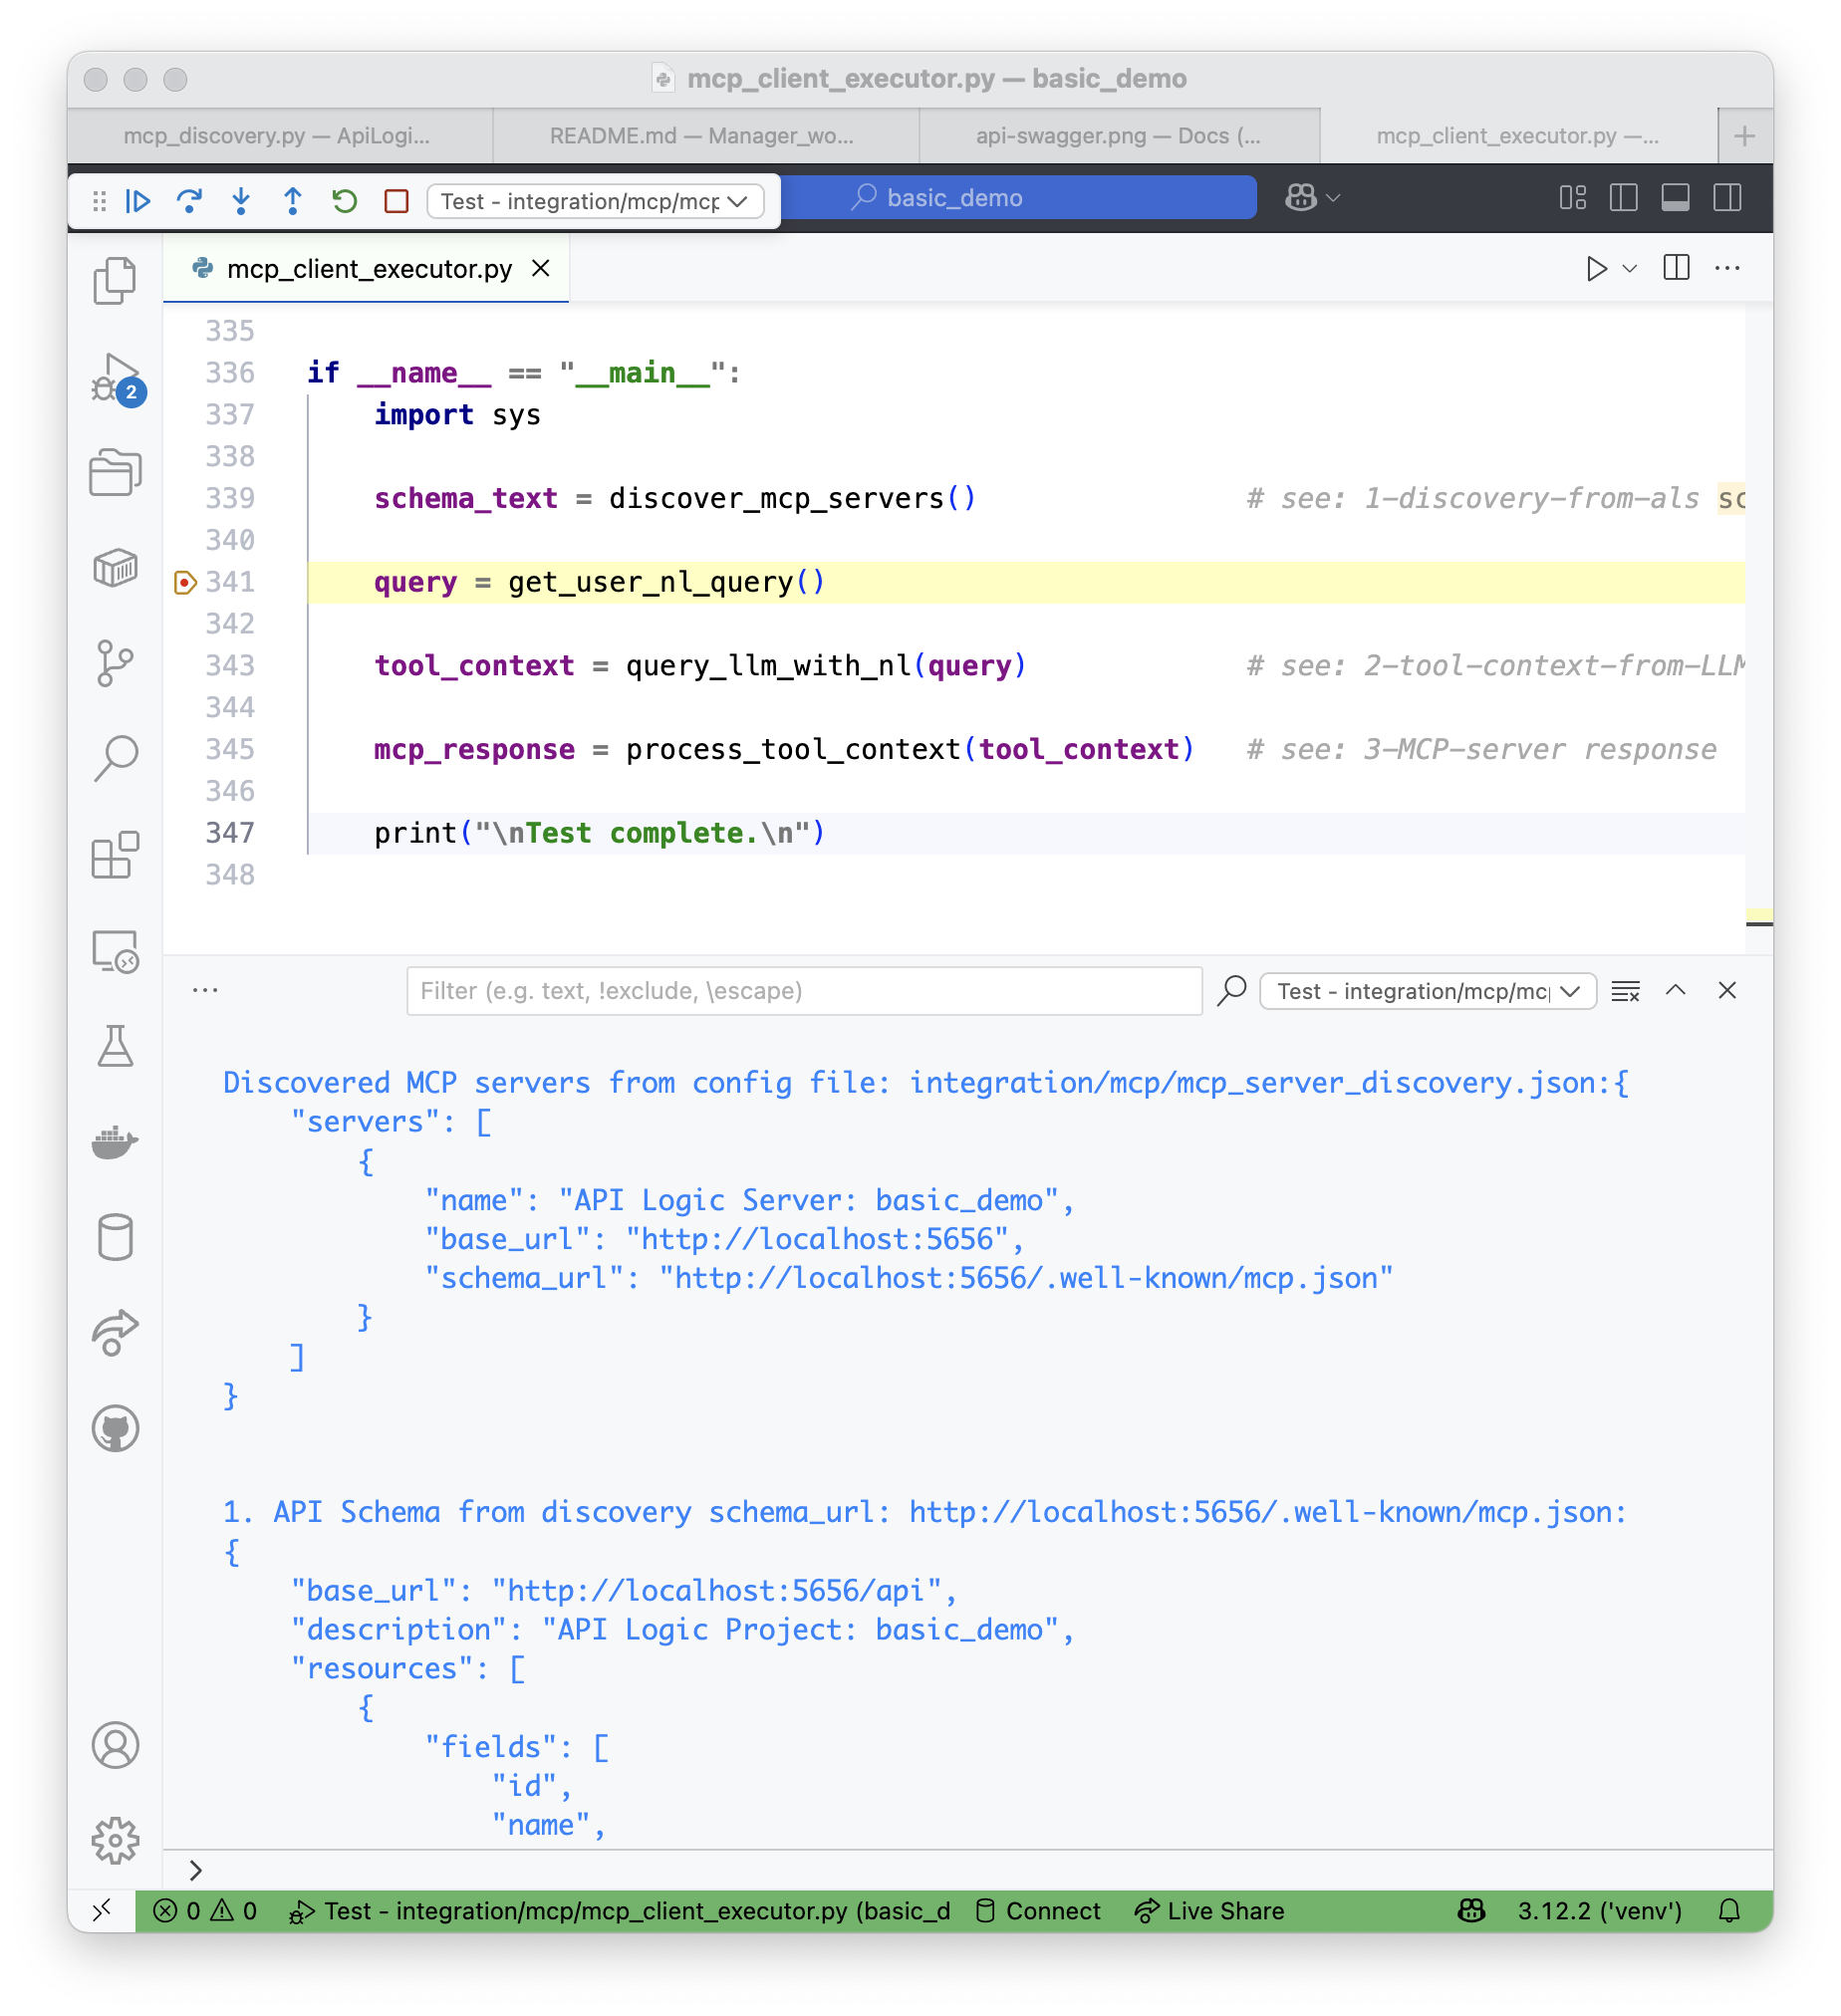 mcp_client_executor.py — basic_demo
mcp_discovery.py — ApiLogi...
README.md — Manager_wo...
api-swagger.png — Docs (...
mcp_client_executor.py —...
Test - integration/mcp/mcp
basic_demo
mcp_client_executor.py
2
335
336 if __name__ == "__main__":
337     import sys
338
339     schema_text = discover_mcp_servers()                # see: 1-discovery-from-als sc
340
341     query = get_user_nl_query()
342
343     tool_context = query_llm_with_nl(query)             # see: 2-tool-context-from-LLM
344
345     mcp_response = process_tool_context(tool_context)   # see: 3-MCP-server response
346
347     print("\nTest complete.\n")
348
Filter (e.g. text, !exclude, \escape)
Test - integration/mcp/mc
Discovered MCP servers from config file: integration/mcp/mcp_server_discovery.json:{
    "servers": [
        {
            "name": "API Logic Server: basic_demo",
            "base_url": "http://localhost:5656",
            "schema_url": "http://localhost:5656/.well-known/mcp.json"
        }
    ]
}
1. API Schema from discovery schema_url: http://localhost:5656/.well-known/mcp.json:
{
    "base_url": "http://localhost:5656/api",
    "description": "API Logic Project: basic_demo",
    "resources": [
        {
            "fields": [
                "id",
                "name",
0 0 Test - integration/mcp/mcp_client_executor.py (basic_d Connect Live Share 3.12.2 ('venv')